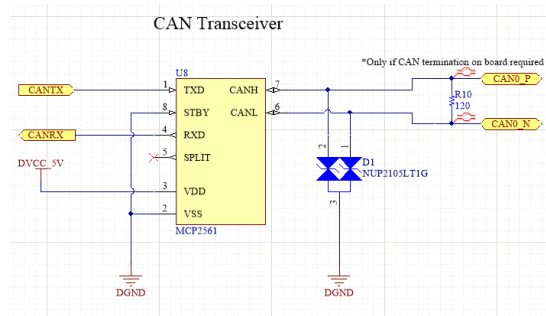 CAN Transceiver
*Only if CAN termination on board required
U8
CANTX
1
TXD
CANH
7
CAN0_P
8
STBY
CANL
6
R10
120
CANRX
4
RXD
CAN0_N
5
SPLIT
DVCC_5V
2
1
D1
NUP2105LT1G
3
VDD
2
VSS
3
MCP2561
DGND
DGND